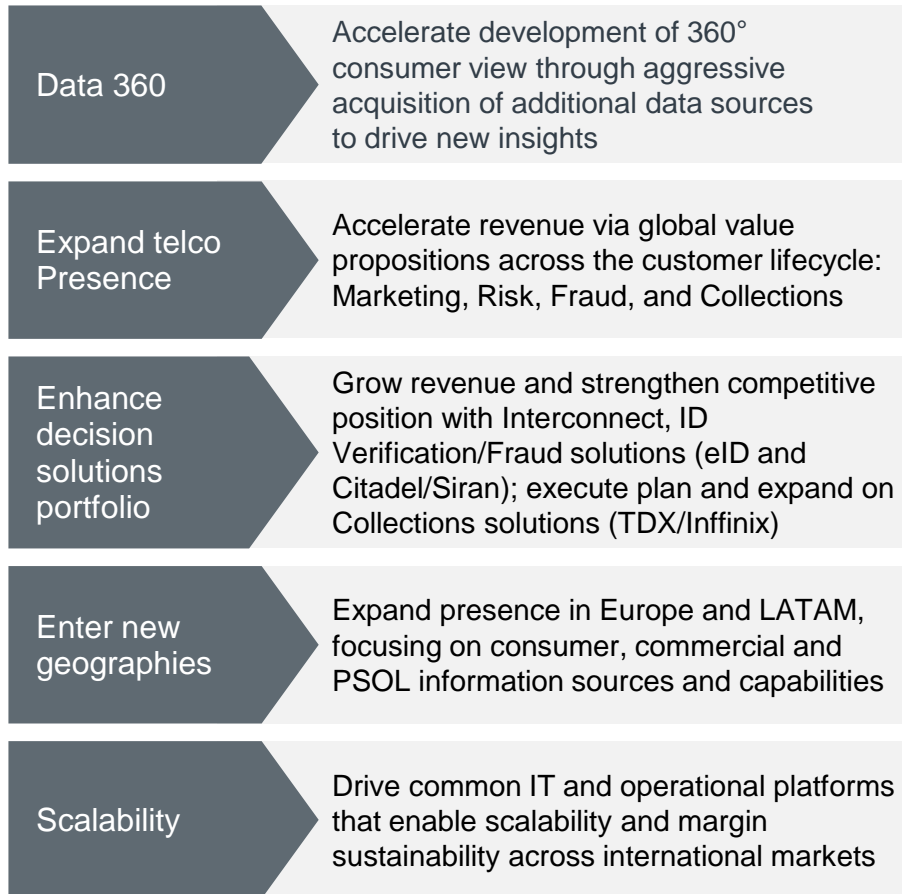 Data 360
Accelerate development of 360°
consumer view through aggressive
acquisition of additional data sources
to drive new insights
Expand telco
Presence
Accelerate revenue via global value
propositions across the customer lifecycle:
Marketing, Risk, Fraud, and Collections
Enhance
decision
solutions
portfolio
Grow revenue and strengthen competitive
position with Interconnect, ID
Verification/Fraud solutions (eID and
Citadel/Siran); execute plan and expand on
Collections solutions (TDX/Inffinix)
Enter new
geographies
Expand presence in Europe and LATAM,
focusing on consumer, commercial and
PSOL information sources and capabilities
Scalability
Drive common IT and operational platforms
that enable scalability and margin
sustainability across international markets